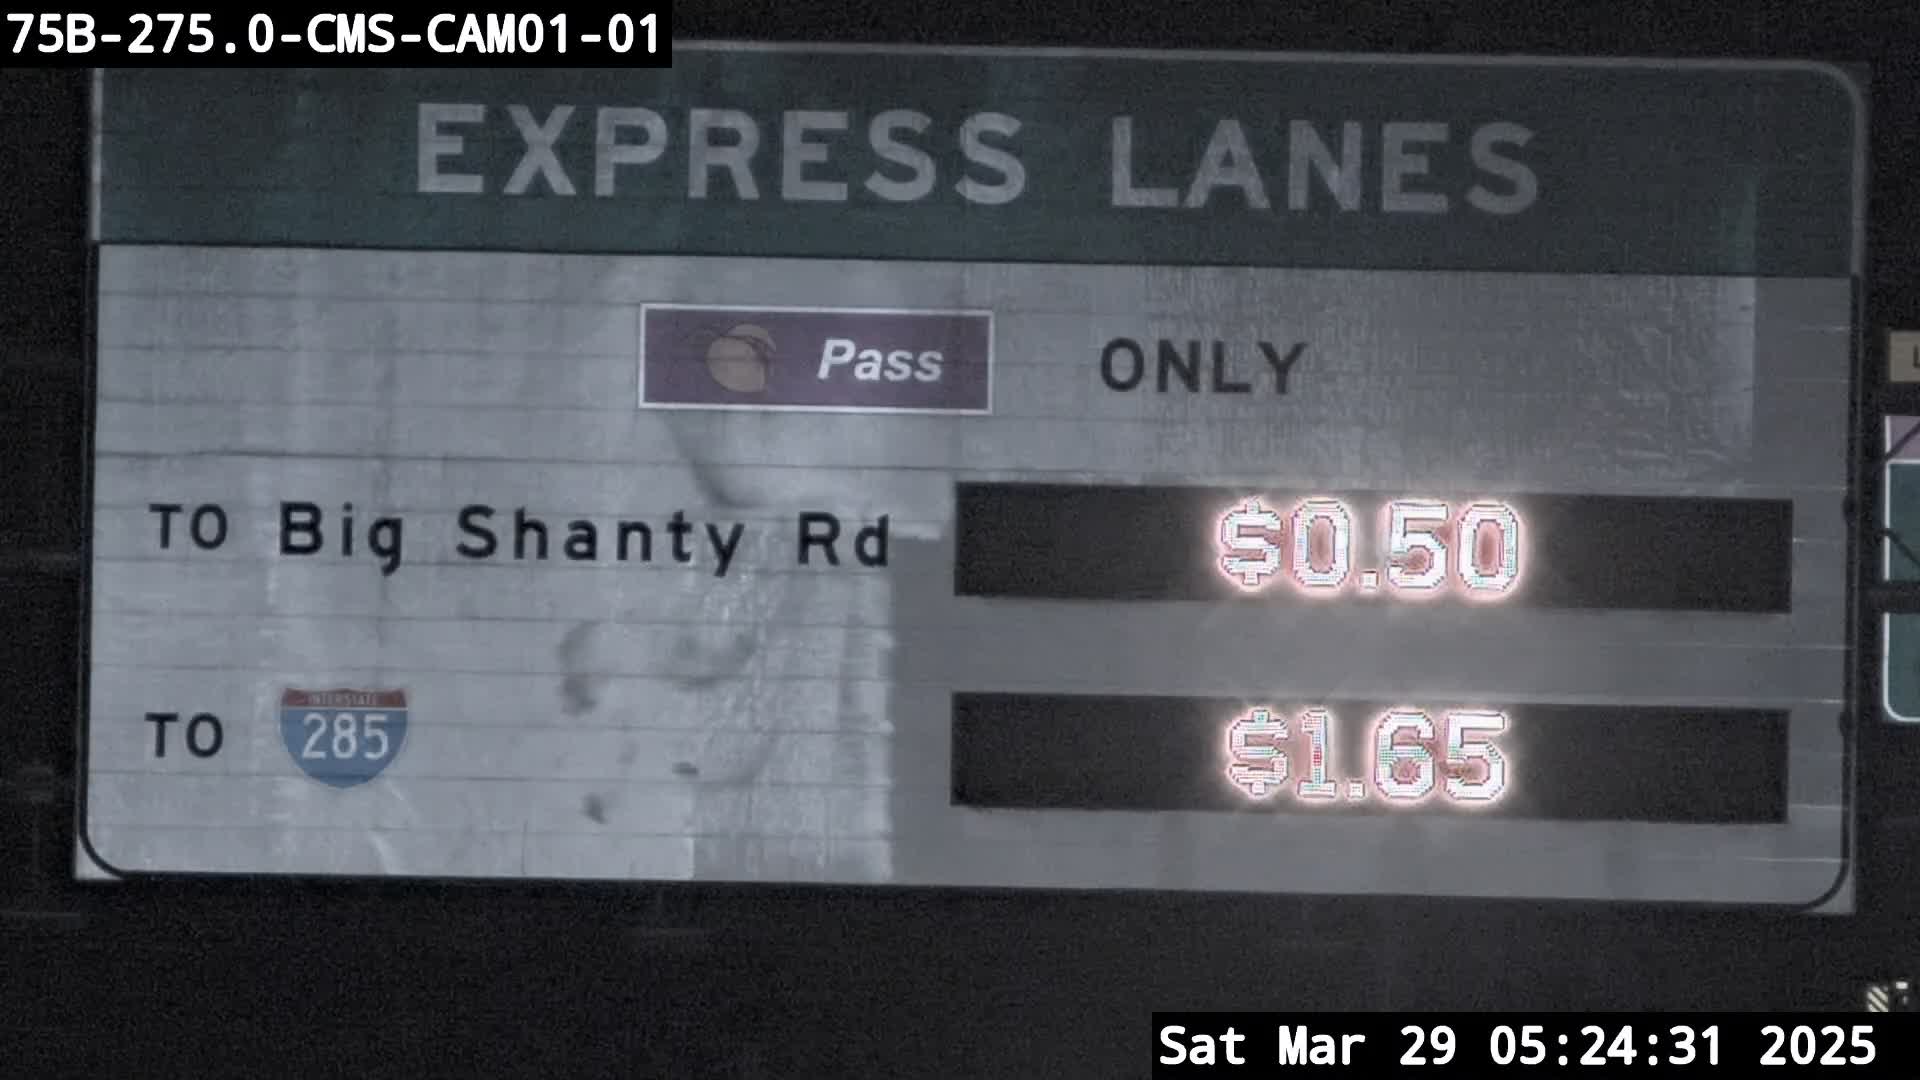 75B-275.0-CMS-CAM01-01
EXPRESS LANES
Pass ONLY
TO Big Shanty Rd $0.50
TO INTERSTATE 285 $1.65
Sat Mar 29 05:24:31 2025